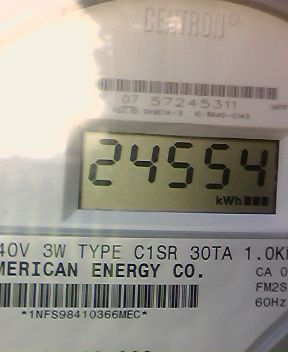 CENTRON®
07 57245311
24554
kWh
40V 3W TYPE C1SR 30TA 1.0K
MERICAN ENERGY CO.
CA 0
FM2S
60Hz
*1NFS98410366MEC*